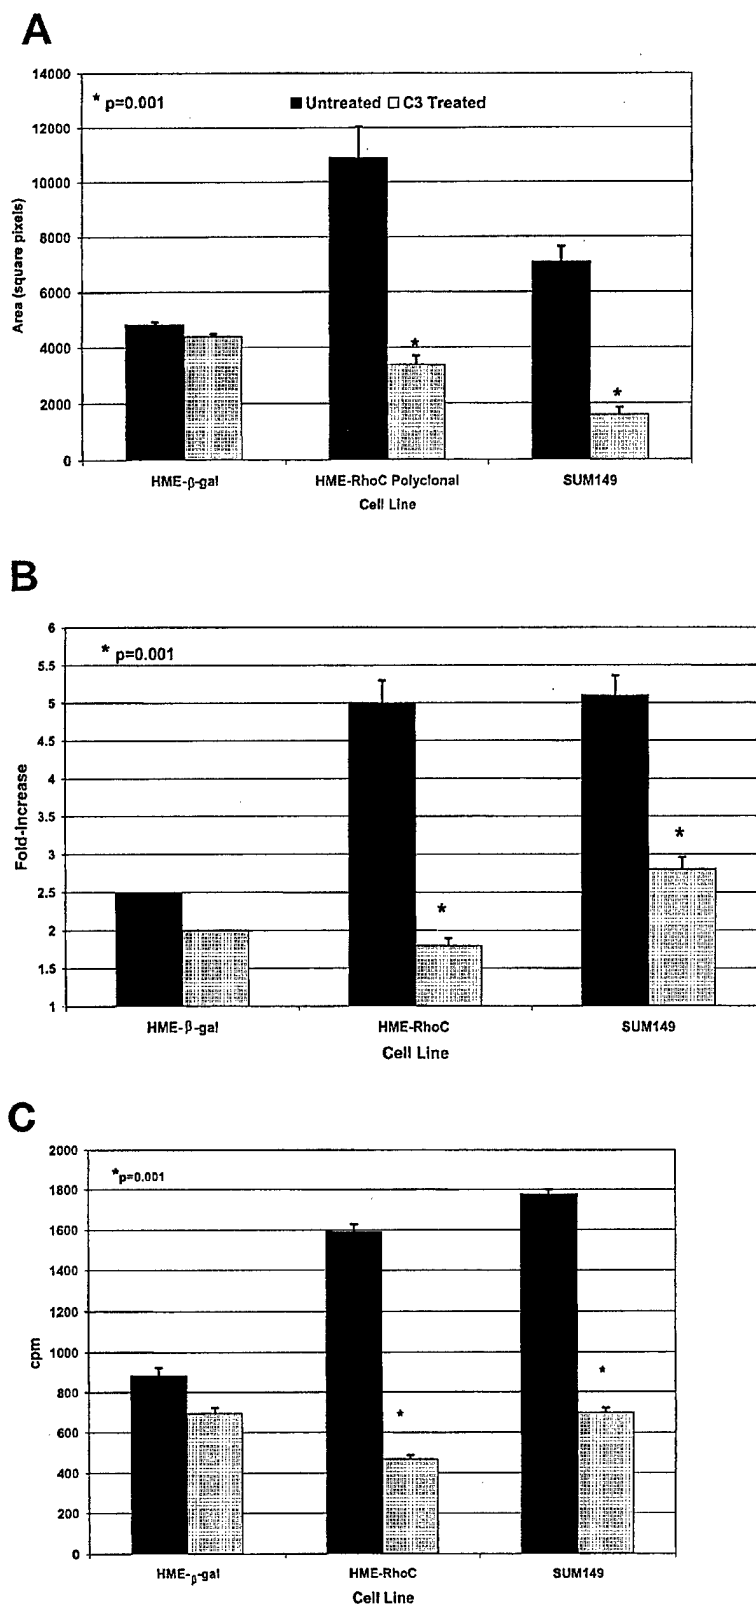 A
14000
* p=0.001
Untreated C3 Treated
12000
10000
8000
6000
4000
2000
0
Area (square pixels)
*
*
HME-β-gal HME-RhoC Polyclonal SUM149
Cell Line
B
6
* p=0.001
5.5
5
4.5
4
3.5
3
2.5
2
1.5
1
Fold-Increase
*
*
HME-β-gal HME-RhoC SUM149
Cell Line
C
2000
*p=0.001
1800
1600
1400
1200
1000
800
600
400
200
0
cpm
*
*
HME-β-gal HME-RhoC SUM149
Cell Line